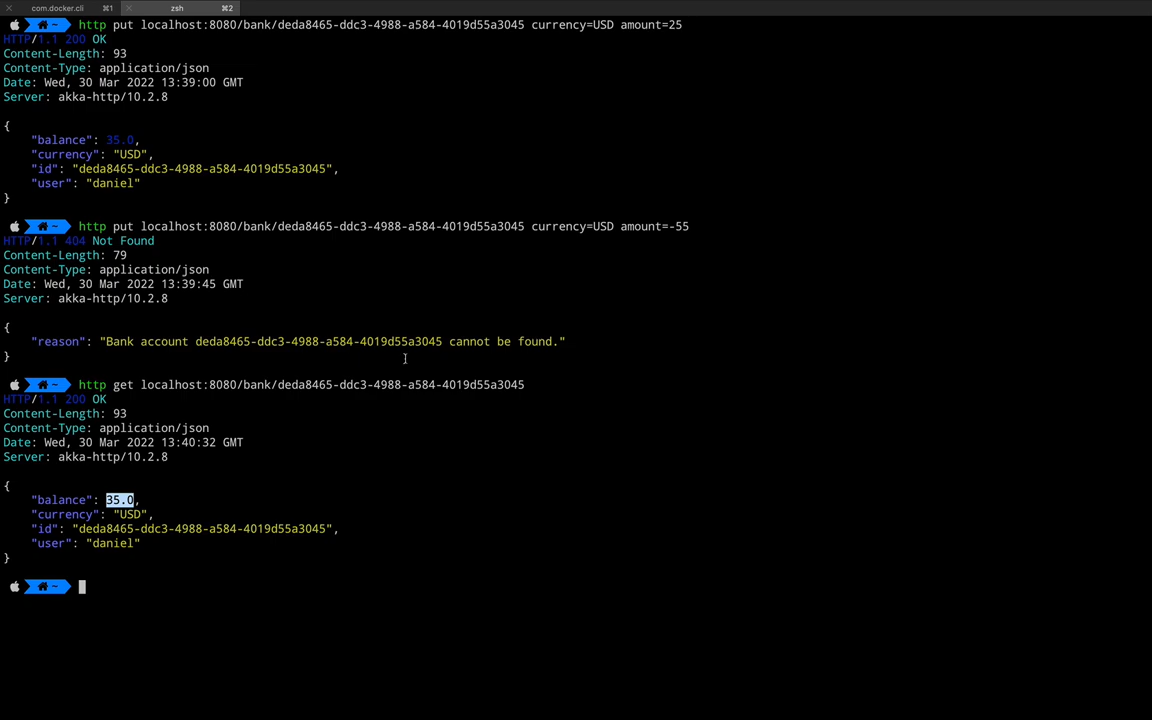 com.docker.cli ⌘1 zsh ⌘2
~ http put localhost:8080/bank/deda8465-ddc3-4988-a584-4019d55a3045 currency=USD amount=25
HTTP/1.1 200 OK
Content-Length: 93
Content-Type: application/json
Date: Wed, 30 Mar 2022 13:39:00 GMT
Server: akka-http/10.2.8
{
"balance": 35.0,
"currency": "USD",
"id": "deda8465-ddc3-4988-a584-4019d55a3045",
"user": "daniel"
}
~ http put localhost:8080/bank/deda8465-ddc3-4988-a584-4019d55a3045 currency=USD amount=-55
HTTP/1.1 404 Not Found
Content-Length: 79
Content-Type: application/json
Date: Wed, 30 Mar 2022 13:39:45 GMT
Server: akka-http/10.2.8
{
"reason": "Bank account deda8465-ddc3-4988-a584-4019d55a3045 cannot be found."
}
~ http get localhost:8080/bank/deda8465-ddc3-4988-a584-4019d55a3045
HTTP/1.1 200 OK
Content-Length: 93
Content-Type: application/json
Date: Wed, 30 Mar 2022 13:40:32 GMT
Server: akka-http/10.2.8
{
"balance": 35.0,
"currency": "USD",
"id": "deda8465-ddc3-4988-a584-4019d55a3045",
"user": "daniel"
}
~